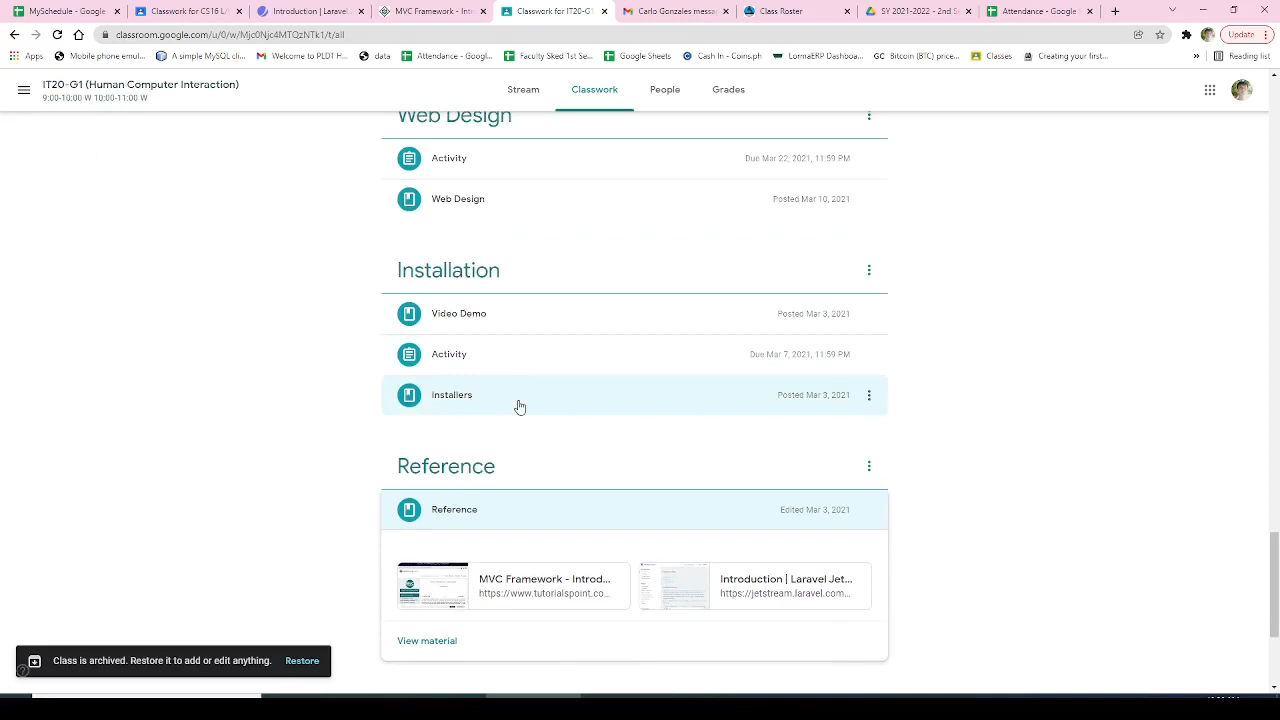 MySchedule - Google
Classwork for CS16 L/
Introduction | Laravel
MVC Framework - Int
Classwork for IT20-G1
Carlo Gonzales messa
Class Roster
SY 2021-2022 - 2nd S
Attendance - Google
classroom.google.com/u/0/w/Mjc0Njc4MTQzNTk1/t/all
Update
Apps
Mobile phone emul...
A simple MySQL cli...
Welcome to PLDT H...
data
Attendance - Googl...
Faculty Sked-1st Se...
Google Sheets
Cash In - Coins.ph
LormaERP Dashboa...
Bitcoin (BTC) price...
Classes
Creating your first...
Reading list
IT20-G1 (Human Computer Interaction)
9:00-10:00 W 10:00-11:00 W
Stream
Classwork
People
Grades
Web Design
Activity
Due Mar 22, 2021, 11:59 PM
Web Design
Posted Mar 10, 2021
Installation
Video Demo
Posted Mar 3, 2021
Activity
Due Mar 7, 2021, 11:59 PM
Installers
Posted Mar 3, 2021
Reference
Reference
Edited Mar 3, 2021
MVC Framework - Introd...
https://www.tutorialspoint.co...
Introduction | Laravel Jet...
https://jetstream.laravel.com...
View material
Class is archived. Restore it to add or edit anything.
Restore